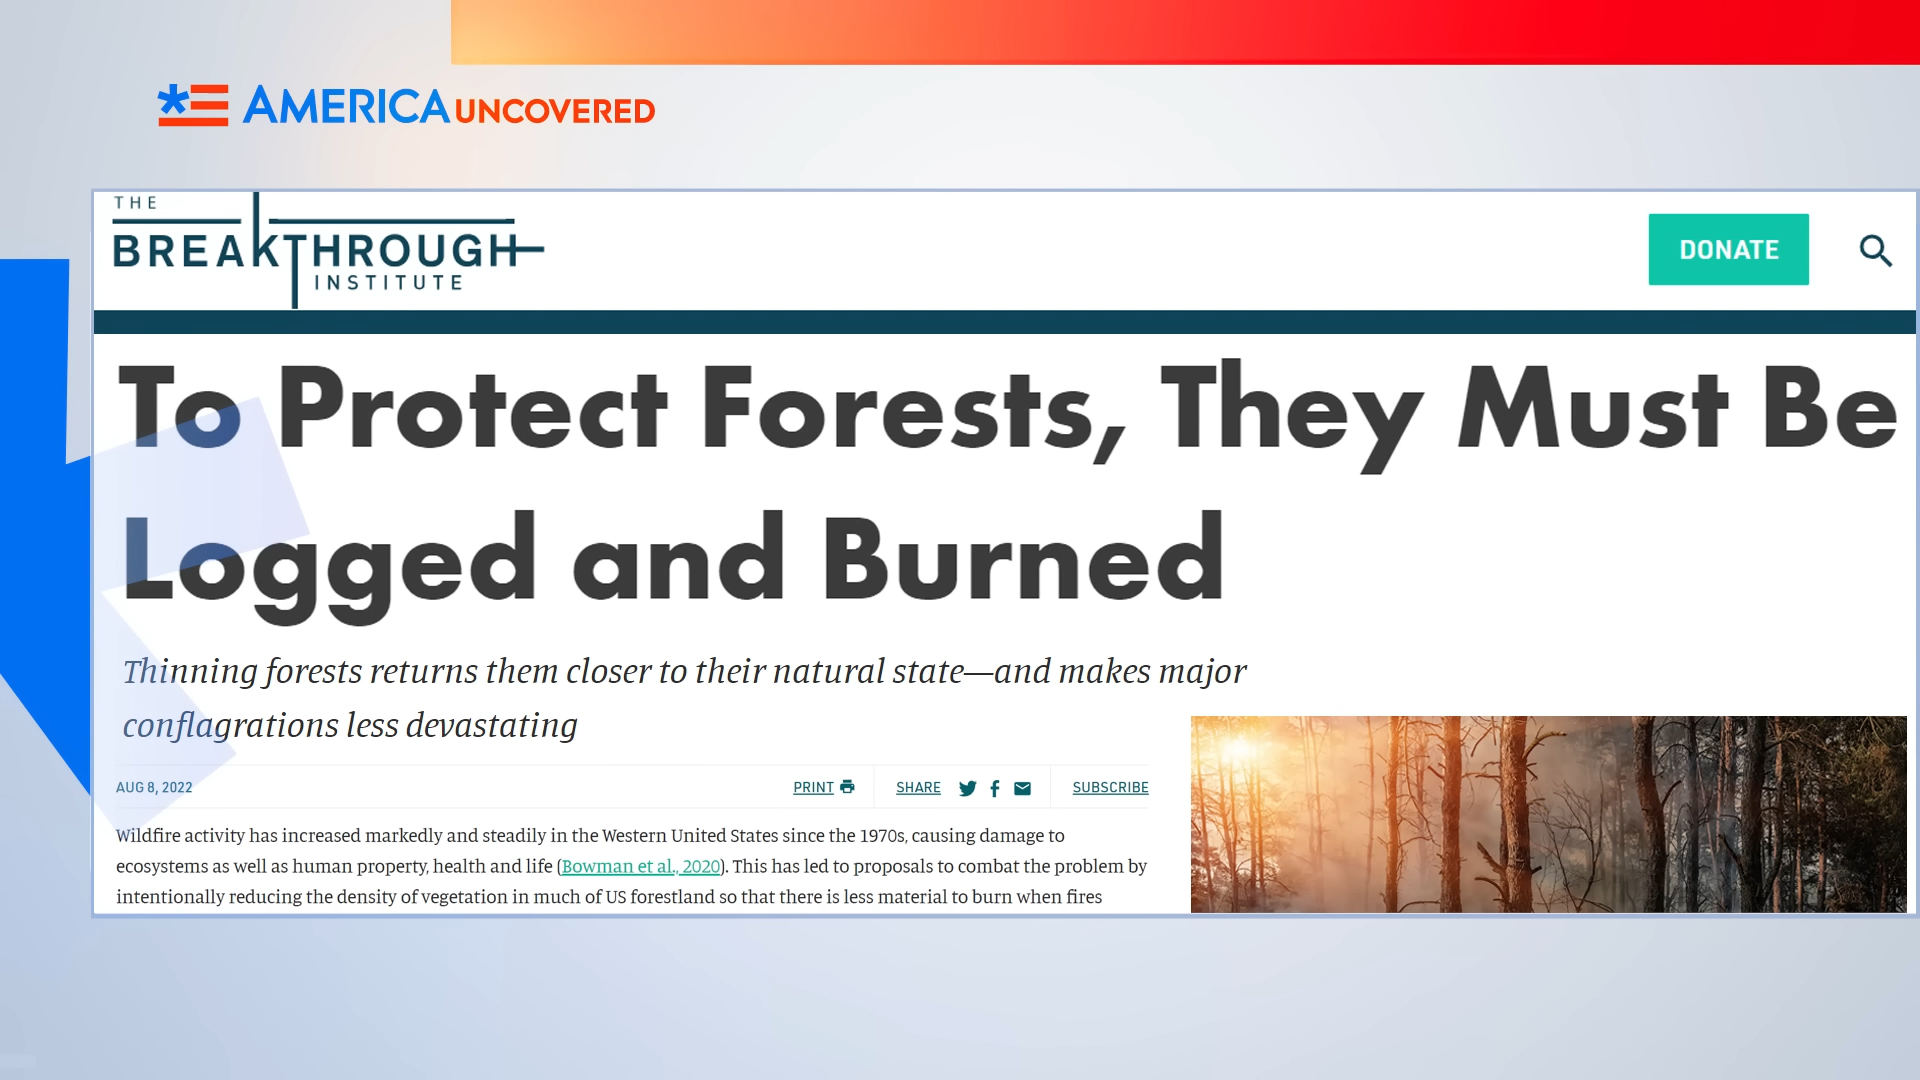 AMERICA UNCOVERED
THE
BREAKTHROUGH
INSTITUTE
DONATE
To Protect Forests, They Must Be
Logged and Burned
Thinning forests returns them closer to their natural state—and makes major
conflagrations less devastating
AUG 8, 2022
PRINT
SHARE
SUBSCRIBE
Wildfire activity has increased markedly and steadily in the Western United States since the 1970s, causing damage to
ecosystems as well as human property, health and life (Bowman et al., 2020). This has led to proposals to combat the problem by
intentionally reducing the density of vegetation in much of US forestland so that there is less material to burn when fires